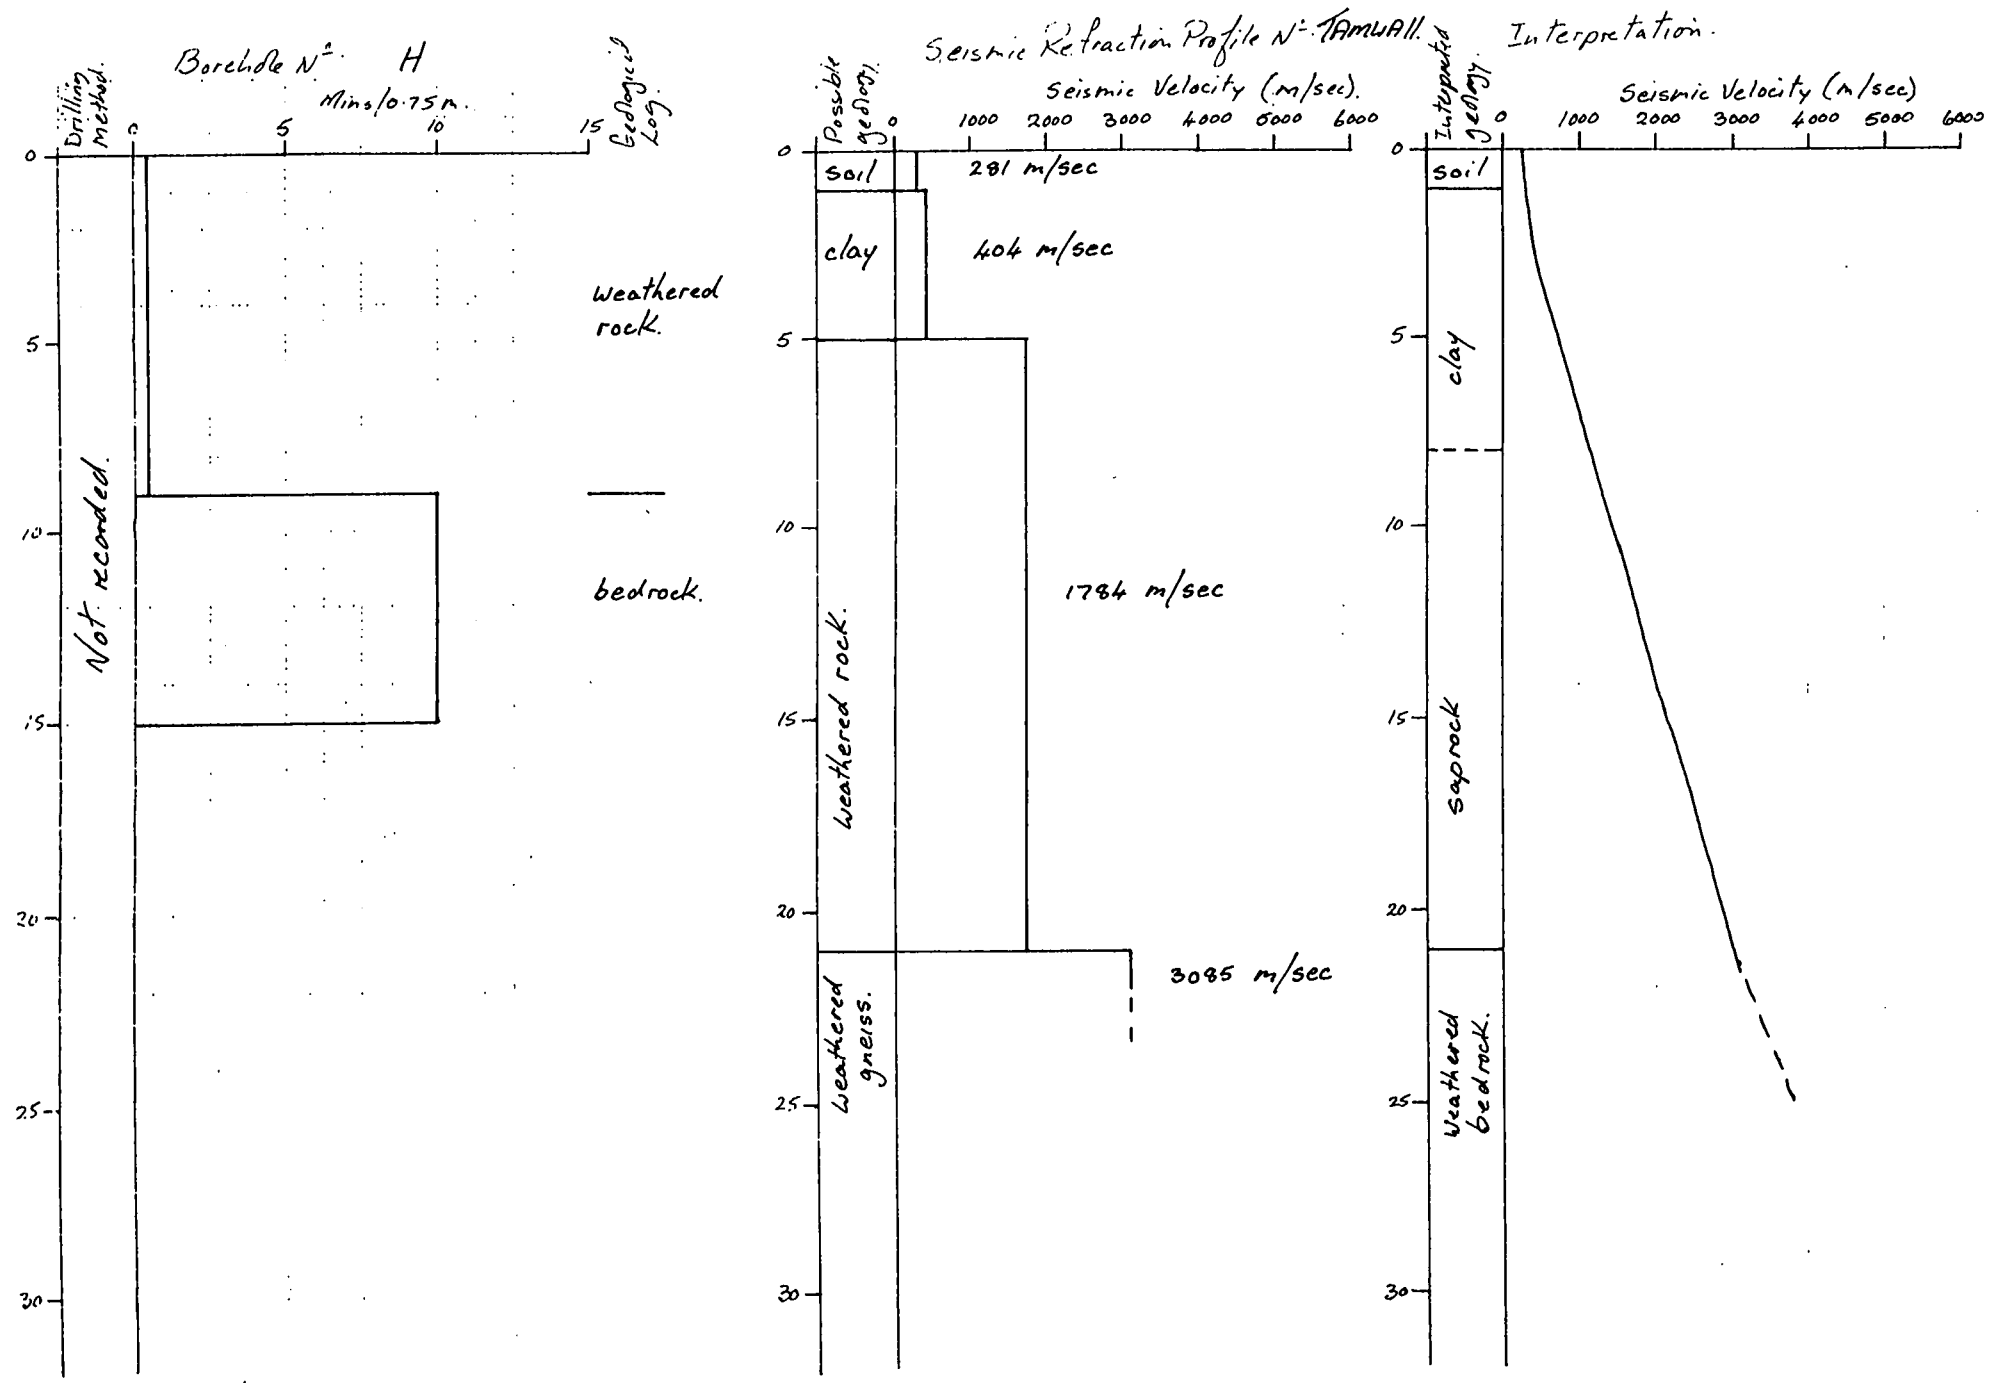 Borehole Nº. H
Mins/0.75m.
Drilling method.
0 5 10 15
Geological Log.
0
5
10
15
20
25
30
Not recorded.
weathered
rock.
bedrock.
Seismic Refraction Profile Nº. TAMWAll.
Possible geology.
Seismic Velocity (m/sec).
0 1000 2000 3000 4000 5000 6000
0
5
10
15
20
25
30
soil
281 m/sec
clay
404 m/sec
weathered rock.
1784 m/sec
weathered
gneiss.
3085 m/sec
Interpretation.
Interpreted geology.
Seismic Velocity (m/sec)
0 1000 2000 3000 4000 5000 6000
0
5
10
15
20
25
30
soil
clay
saprock
weathered
bedrock.